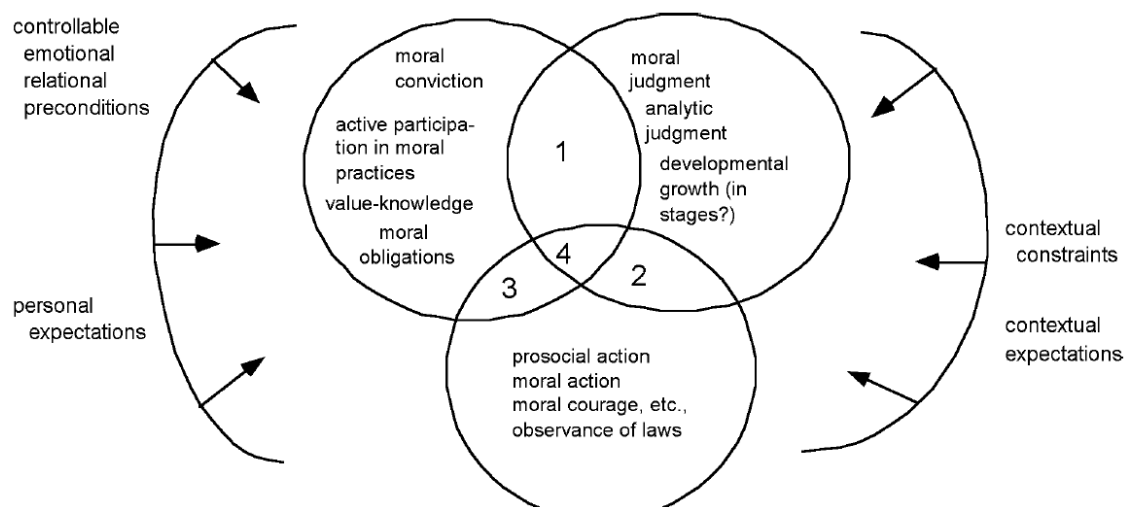 controllable
emotional
relational
preconditions
personal
expectations
moral
conviction
active participa-
tion in moral
practices
value-knowledge
moral
obligations
1
moral
judgment
analytic
judgment
developmental
growth (in
stages?)
3
4
2
prosocial action
moral action
moral courage, etc.,
observance of laws
contextual
constraints
contextual
expectations